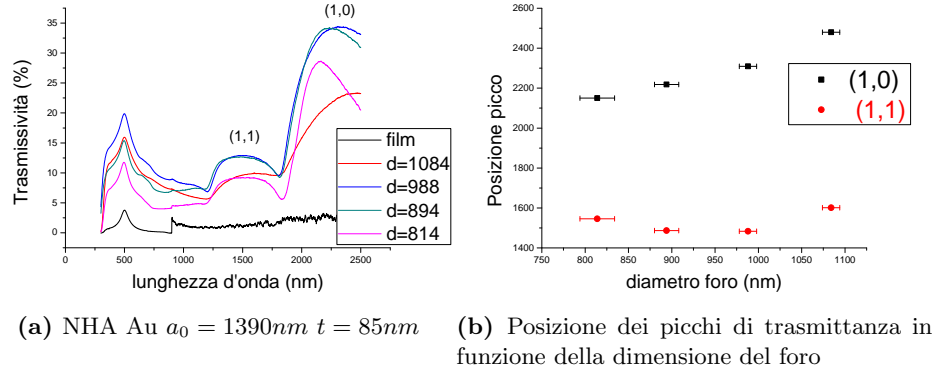 (1,0)
(1,1)
Trasmissività (%)
35
30
25
20
15
10
5
0
0 500 1000 1500 2000 2500
lunghezza d'onda (nm)
film
d=1084
d=988
d=894
d=814
(a) NHA Au a₀ = 1390nm t = 85nm
Posizione picco
2600
2400
2200
2000
1800
1600
1400
750 800 850 900 950 1000 1050 1100
diametro foro (nm)
(1,0)
(1,1)
(b) Posizione dei picchi di trasmittanza in
funzione della dimensione del foro